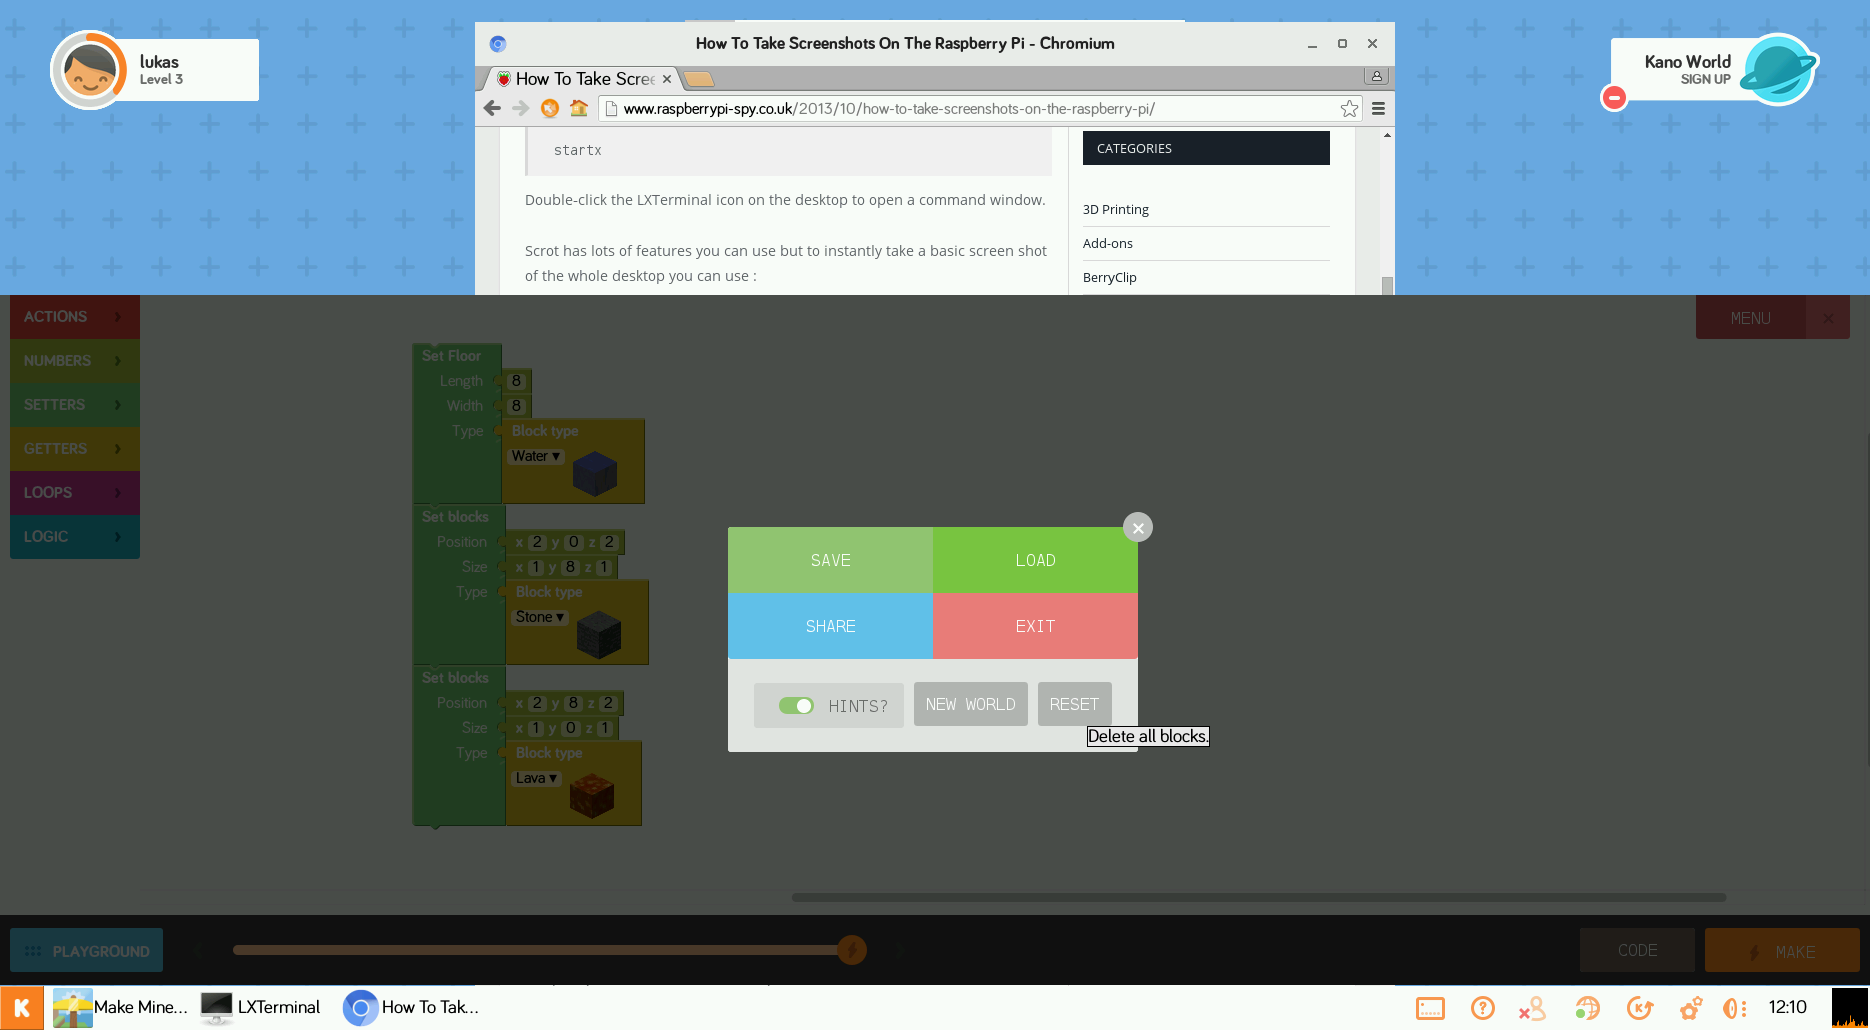 lukas
Level 3
How To Take Screenshots On The Raspberry Pi - Chromium
How To Take Scree
www.raspberrypi-spy.co.uk/2013/10/how-to-take-screenshots-on-the-raspberry-pi/
Kano World
SIGN UP
startx
Double-click the LXTerminal icon on the desktop to open a command window.
Scrot has lots of features you can use but to instantly take a basic screen shot
of the whole desktop you can use :
CATEGORIES
3D Printing
Add-ons
BerryClip
ACTIONS
NUMBERS
SETTERS
GETTERS
LOOPS
LOGIC
MENU
Set Floor
Length 8
Width 8
Type Block type
Water ▾
Set blocks
Position x 2 y 0 z 2
Size x 1 y 8 z 1
Type Block type
Stone ▾
Set blocks
Position x 2 y 8 z 2
Size x 1 y 0 z 1
Type Block type
Lava ▾
SAVE LOAD
SHARE EXIT
HINTS? NEW WORLD RESET
Delete all blocks.
PLAYGROUND
CODE
MAKE
K Make Mine... LXTerminal How To Tak... 12:10